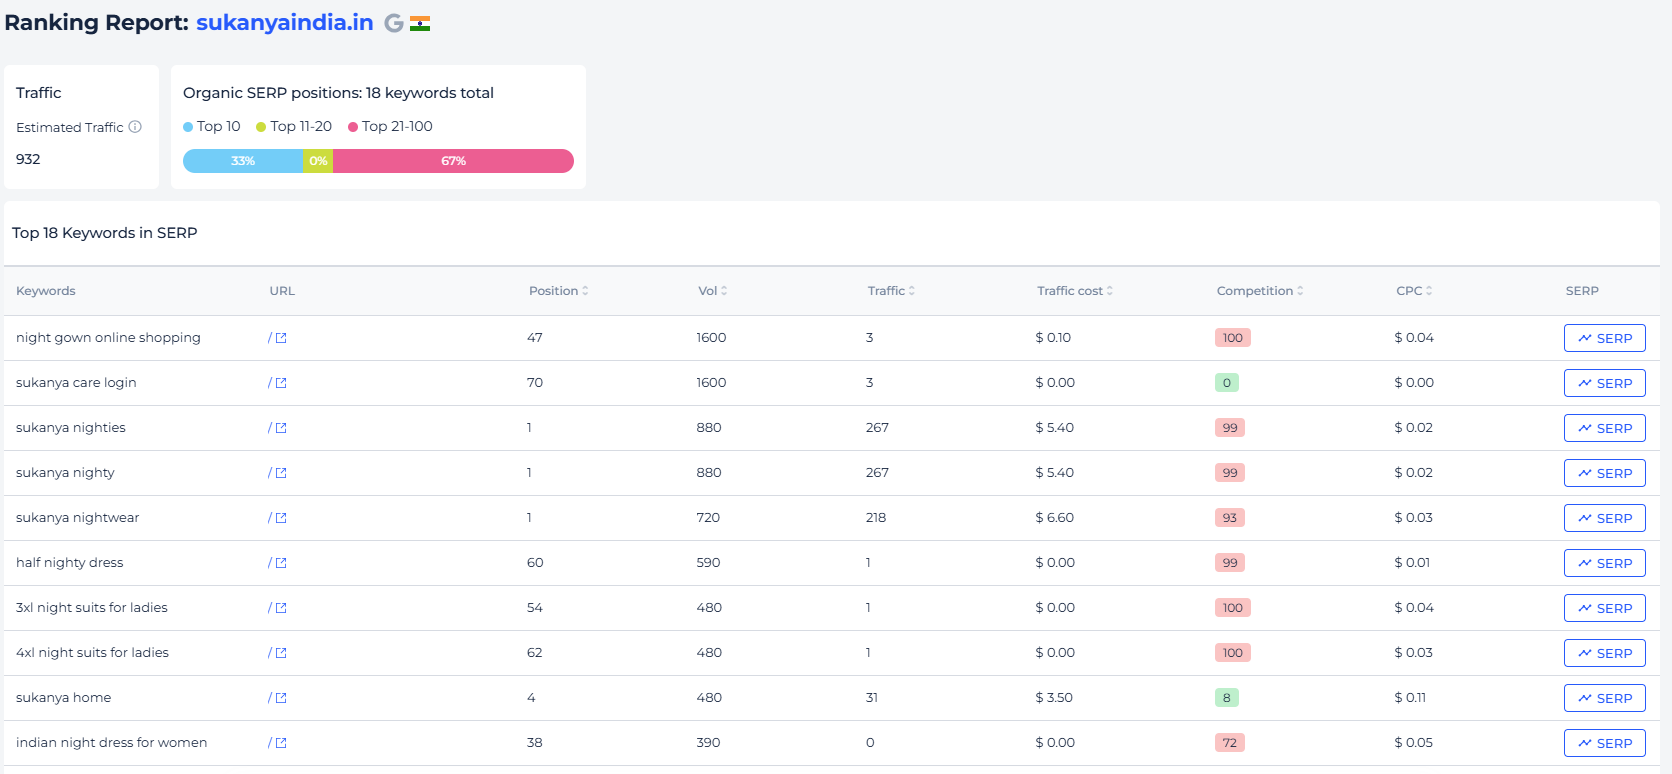 Ranking Report: sukanyaindia.in
Traffic
Estimated Traffic
932
Organic SERP positions: 18 keywords total
Top 10 Top 11-20 Top 21-100
33% 0% 67%
Top 18 Keywords in SERP
Keywords URL Position Vol Traffic Traffic cost Competition CPC SERP
night gown online shopping / 47 1600 3 $ 0.10 100 $ 0.04 SERP
sukanya care login / 70 1600 3 $ 0.00 0 $ 0.00 SERP
sukanya nighties / 1 880 267 $ 5.40 99 $ 0.02 SERP
sukanya nighty / 1 880 267 $ 5.40 99 $ 0.02 SERP
sukanya nightwear / 1 720 218 $ 6.60 93 $ 0.03 SERP
half nighty dress / 60 590 1 $ 0.00 99 $ 0.01 SERP
3xl night suits for ladies / 54 480 1 $ 0.00 100 $ 0.04 SERP
4xl night suits for ladies / 62 480 1 $ 0.00 100 $ 0.03 SERP
sukanya home / 4 480 31 $ 3.50 8 $ 0.11 SERP
indian night dress for women / 38 390 0 $ 0.00 72 $ 0.05 SERP